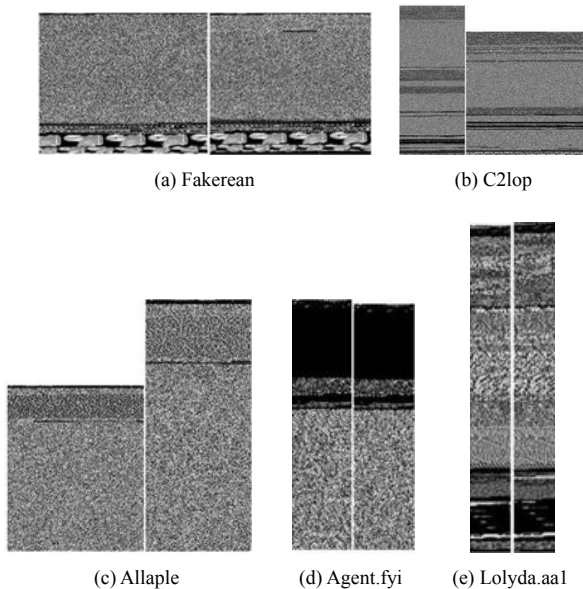 (a) Fakerean
(b) C2lop
(c) Allaple
(d) Agent.fyi
(e) Lolyda.aa1